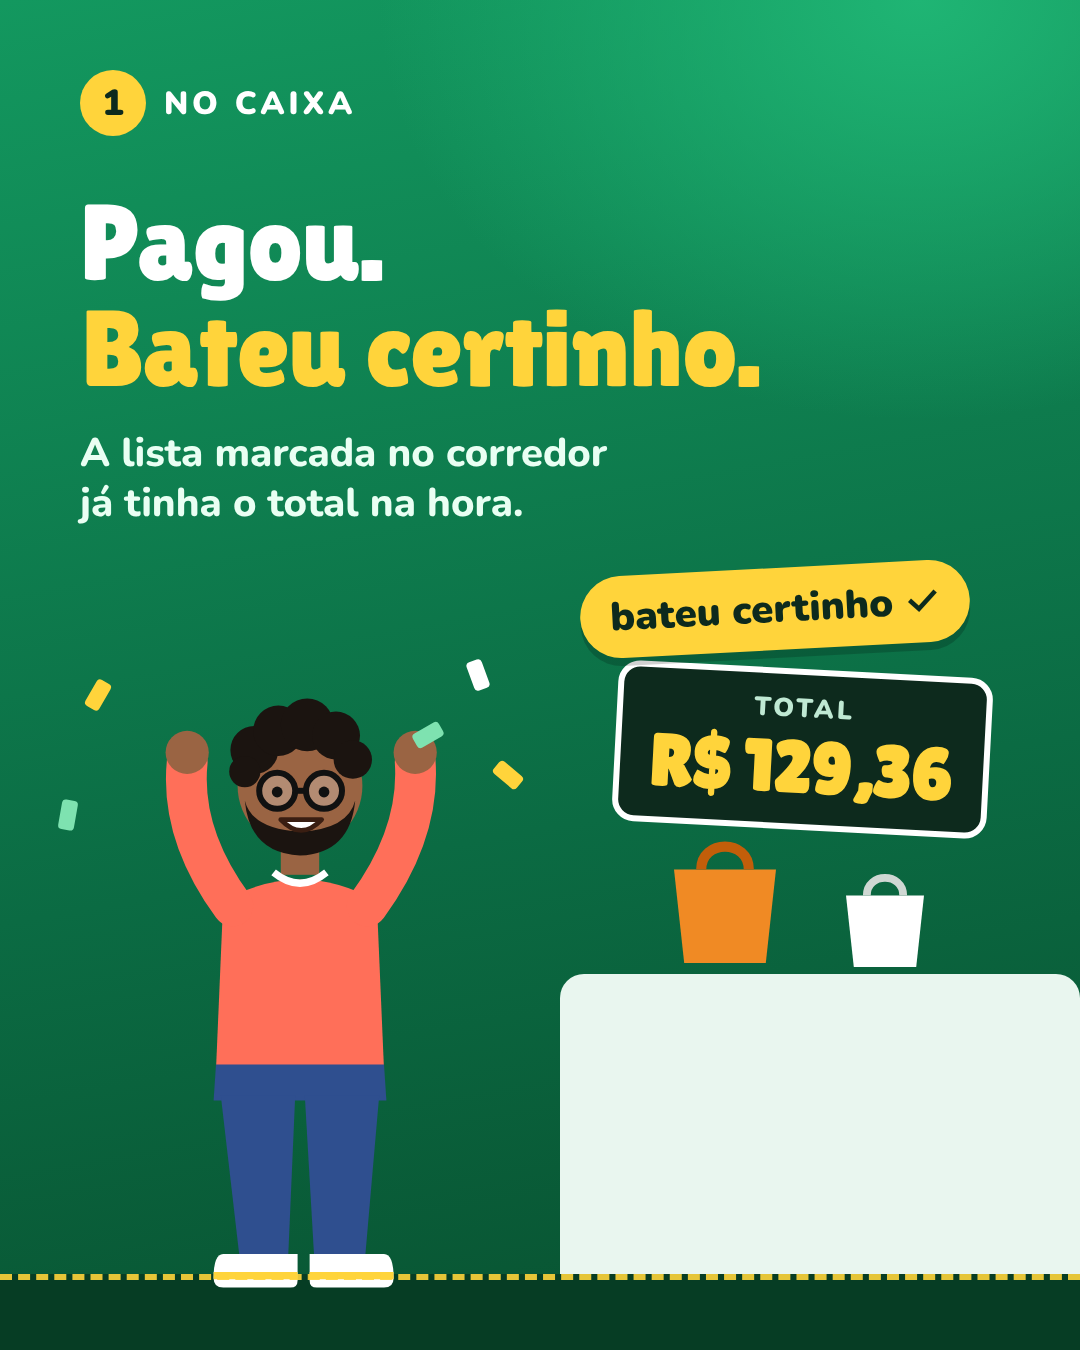 1 NO CAIXA
Pagou.
Bateu certinho.
A lista marcada no corredor
já tinha o total na hora.
bateu certinho
TOTAL
R$ 129,36